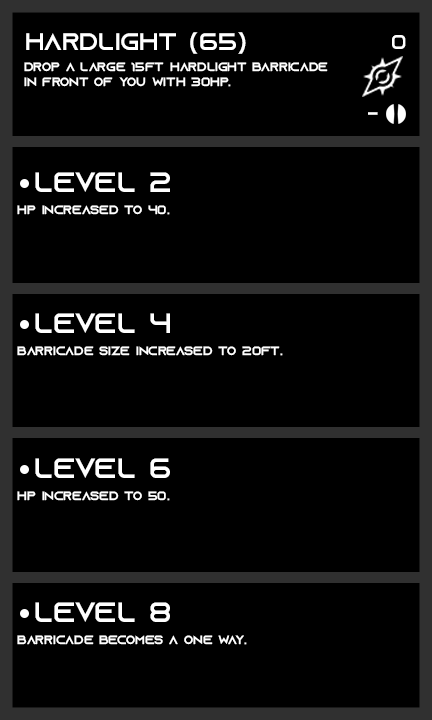 HARDLIGHT (65)
0
DROP A LARGE 15FT HARDLIGHT BARRICADE
IN FRONT OF YOU WITH 30HP.
-
•LEVEL 2
HP INCREASED TO 40.
•LEVEL 4
BARRICADE SIZE INCREASED TO 20FT.
•LEVEL 6
HP INCREASED TO 50.
•LEVEL 8
BARRICADE BECOMES A ONE WAY.